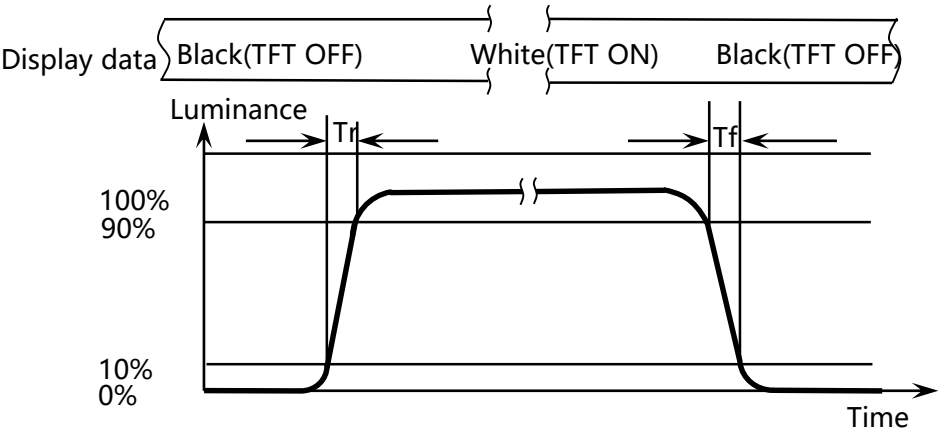 Display data Black(TFT OFF) White(TFT ON) Black(TFT OFF)
Luminance
Tr Tf
100%
90%
10%
0%
Time